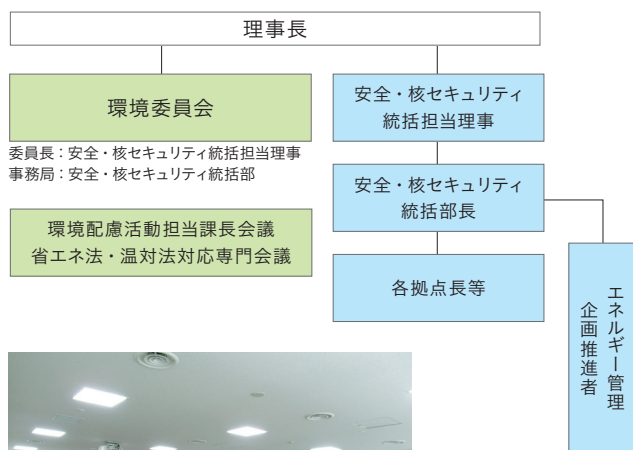 理事長
環境委員会
委員長：安全・核セキュリティ統括担当理事
事務局：安全・核セキュリティ統括部
環境配慮活動担当課長会議
省エネ法・温対法対応専門会議
安全・核セキュリティ
統括担当理事
安全・核セキュリティ
統括部長
各拠点長等
エネルギー管理
企画推進者